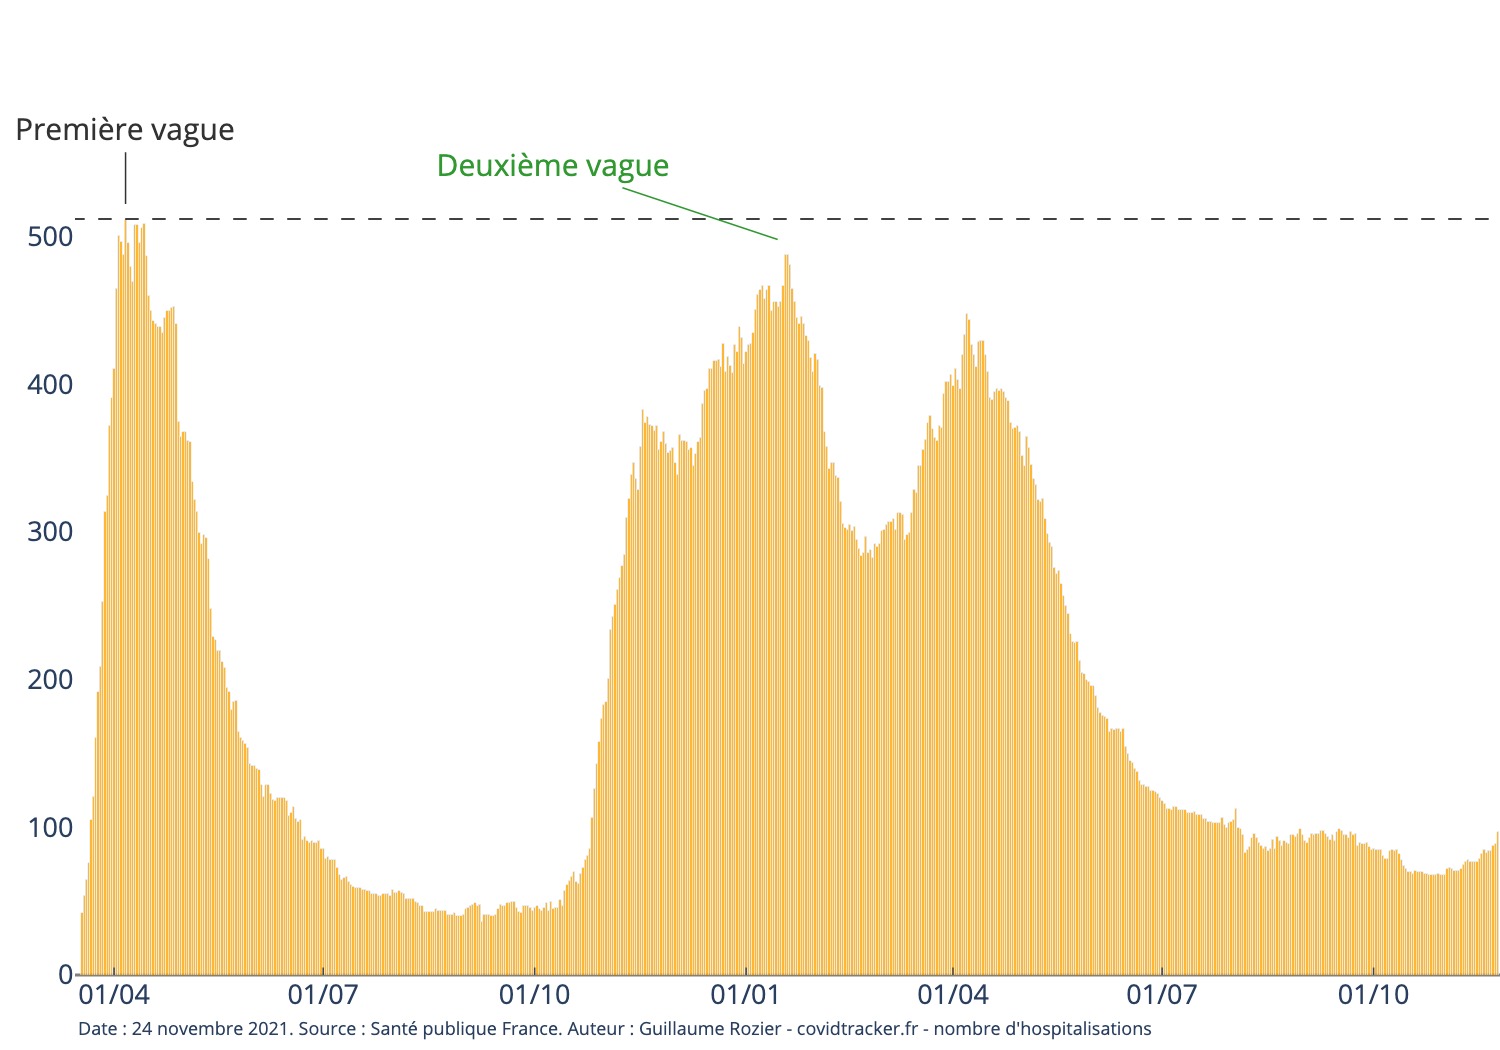 Première vague
Deuxième vague
500
400
300
200
100
0
01/04 01/07 01/10 01/01 01/04 01/07 01/10
Date : 24 novembre 2021. Source : Santé publique France. Auteur : Guillaume Rozier - covidtracker.fr - nombre d'hospitalisations